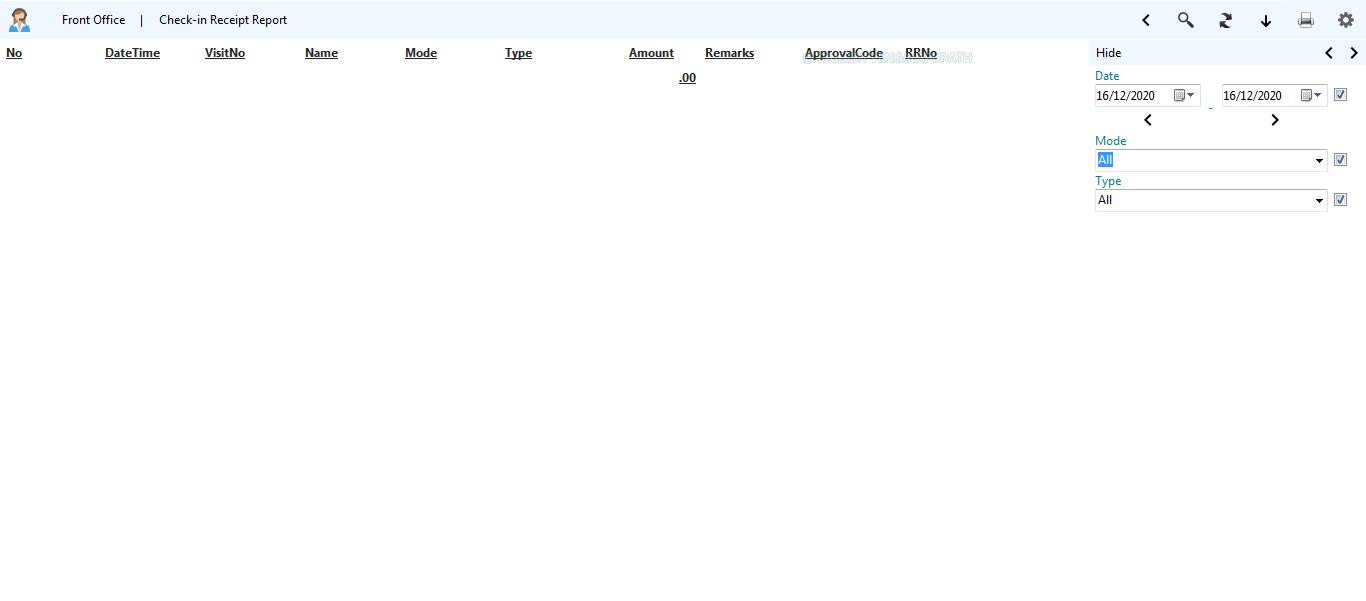 Front Office | Check-in Receipt Report
No DateTime VisitNo Name Mode Type Amount Remarks ApprovalCode RRNo
.00
Hide
Date
16/12/2020 - 16/12/2020
Mode
All
Type
All